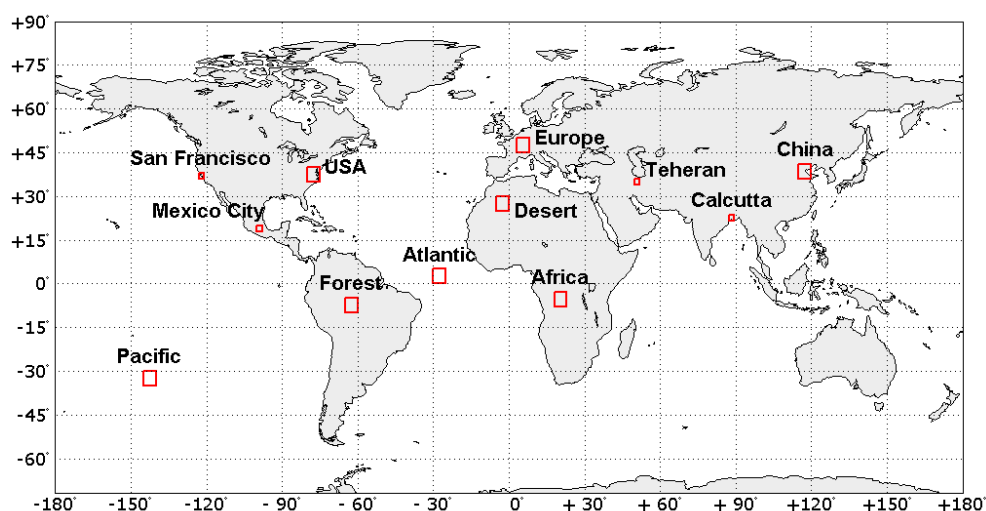 +90°
+75°
+60°
+45°
+30°
+15°
0°
-15°
-30°
-45°
-60°
Europe
San Francisco
USA
China
Teheran
Mexico City
Desert
Calcutta
Atlantic
Africa
Forest
Pacific
-180 -150 -120 - 90 - 60 - 30 0° + 30 + 60 + 90 +120 +150 +180°